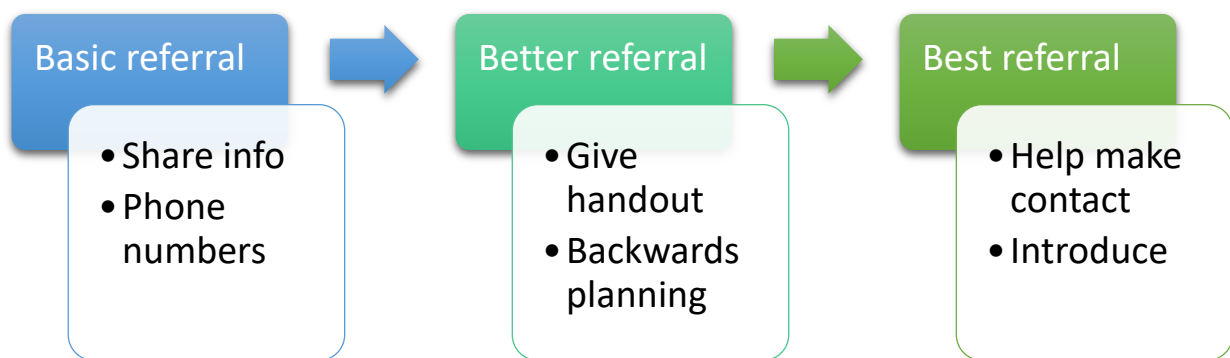 Basic referral
• Share info
• Phone
numbers
Better referral
• Give
handout
• Backwards
planning
Best referral
• Help make
contact
• Introduce